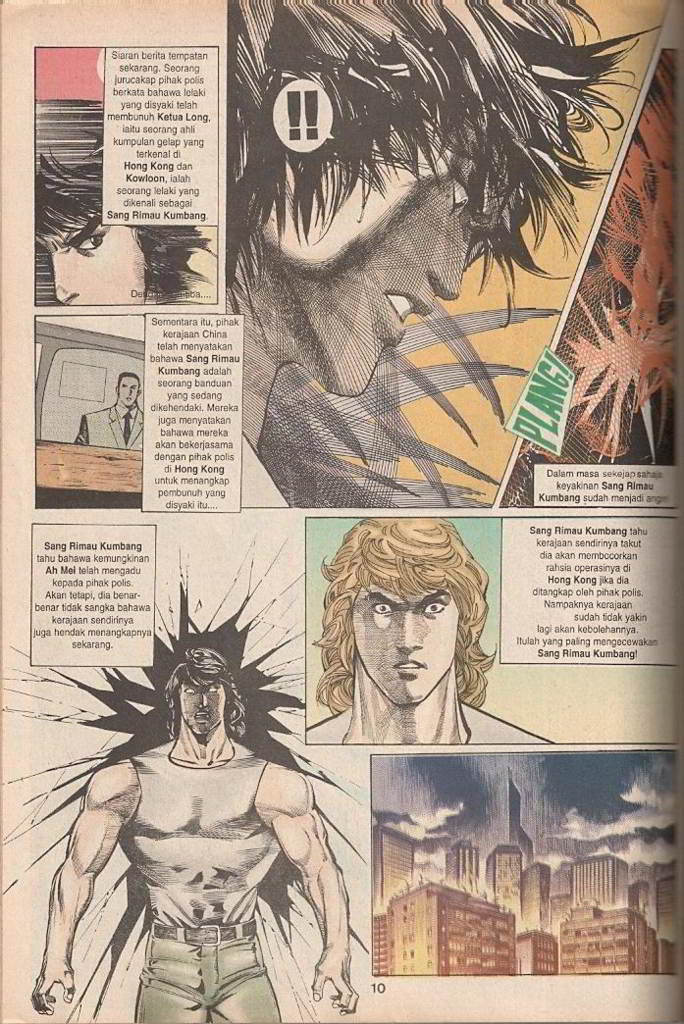 Siaran berita tempatan
sekarang. Seorang
jurucakap pihak polis
berkata bahawa lelaki
yang disyaki telah
membunuh Ketua Long,
iaitu seorang ahli
kumpulan gelap yang
terkenal di
Hong Kong dan
Kowloon, ialah
seorang lelaki yang
dikenali sebagai
Sang Rimau Kumbang.
!!
Sementara itu, pihak
kerajaan China
telah menyatakan
bahawa Sang Rimau
Kumbang adalah
seorang banduan
yang sedang
dikehendaki. Mereka
juga menyatakan
bahawa mereka
akan bekerjasama
dengan pihak polis
di Hong Kong
untuk menangkap
pembunuh yang
disyaki itu....
PLANG!
Dalam masa sekejap sahaja
keyakinan Sang Rimau
Kumbang sudah menjadi
Sang Rimau Kumbang
tahu bahawa kemungkinan
Ah Mei telah mengadu
kepada pihak polis.
Akan tetapi, dia benar-
benar tidak sangka bahawa
kerajaan sendirinya
juga hendak menangkapnya
sekarang.
Sang Rimau Kumbang tahu
kerajaan sendirinya takut
dia akan membocorkan
rahsia operasinya di
Hong Kong jika dia
ditangkap oleh pihak polis.
Nampaknya kerajaan
sudah tidak yakin
lagi akan kebolehannya.
Itulah yang paling mengecewakan
Sang Rimau Kumbang!
10